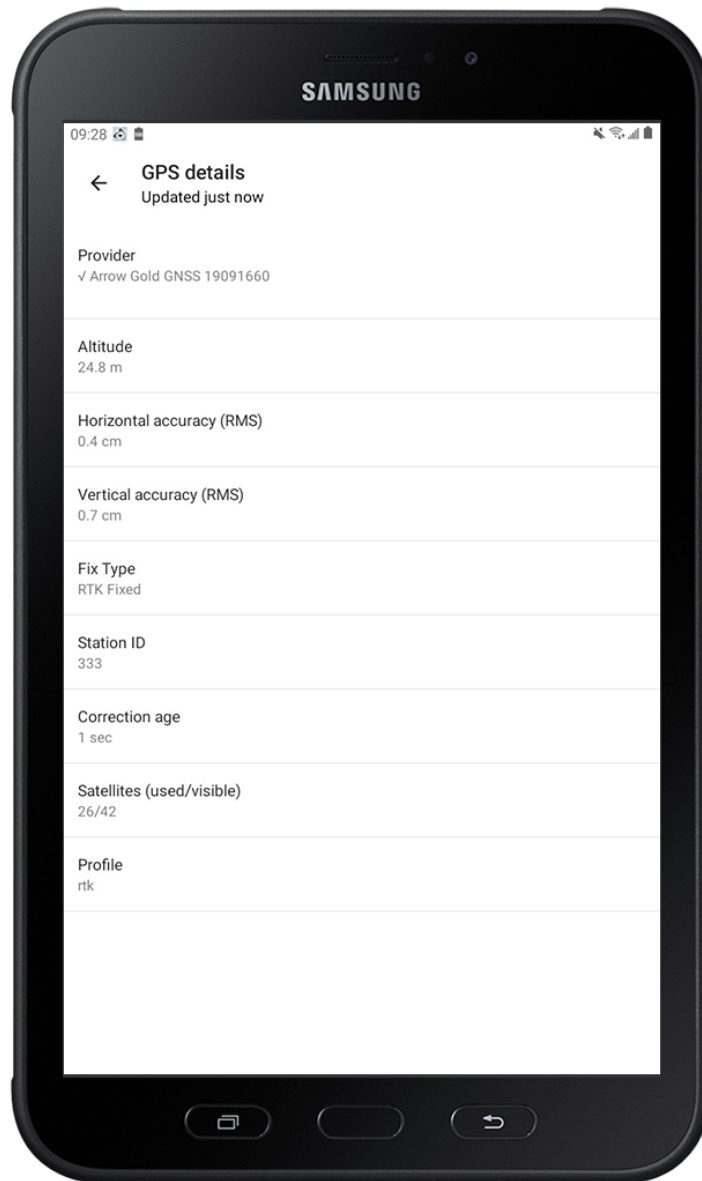 SAMSUNG
09:28
GPS details
Updated just now
Provider
√ Arrow Gold GNSS 19091660
Altitude
24.8 m
Horizontal accuracy (RMS)
0.4 cm
Vertical accuracy (RMS)
0.7 cm
Fix Type
RTK Fixed
Station ID
333
Correction age
1 sec
Satellites (used/visible)
26/42
Profile
rtk